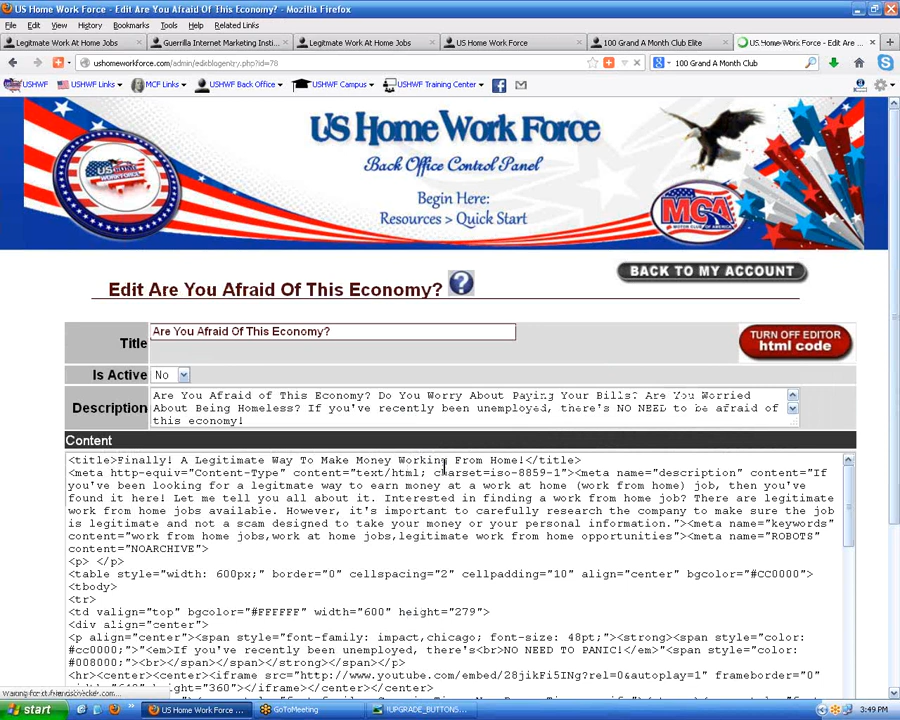 US Home Work Force - Edit Are You Afraid Of This Economy? - Mozilla Firefox
File Edit View History Bookmarks Tools Help Related Links
Legitmate Work At Home Jobs
Guerilla Internet Marketing Insti...
Legitmate Work At Home Jobs
US Home Work Force
100 Grand A Month Club Elite
US Home Work Force - Edit Are ...
ushomeworkforce.com/admin/edieblogentry.php?id=78
100 Grand A Month Club
USHWF
USHWF Links
MCF Links
USHWF Back Office
USHWF Campus
USHWF Training Center
US Home Work Force
Back Office Control Panel
Begin Here:
Resources > Quick Start
MCA
BACK TO MY ACCOUNT
Edit Are You Afraid Of This Economy?
Title
Are You Afraid Of This Economy?
TURN OFF EDITOR
html code
Is Active
No
Description
Are You Afraid of This Economy? Do You Worry About Paying Your Bills? Are You Worried
About Being Homeless? If you've recently been unemployed, there's NO NEED to be afraid of
this economy!
Content
<title>Finally! A Legitimate Way To Make Money Working From Home!</title>
<meta http-equiv="Content-Type" content="text/html; charset=iso-8859-1"><meta name="description" content="If
you've been looking for a legitmate way to earn money at a work at home (work from home) job, then you've
found it here! Let me tell you all about it. Interested in finding a work from home job? There are legitimate
work from home jobs available. However, it's important to carefully research the company to make sure the job
is legitimate and not a scam designed to take your money or your personal information."><meta name="keywords"
content="work from home jobs,work at home jobs,legitimate work from home opportunities"><meta name="ROBOTS"
content="NOARCHIVE">
<p> </p>
<table style="width: 600px;" border="0" cellspacing="2" cellpadding="10" align="center" bgcolor="#CC0000">
<tbody>
<tr>
<td valign="top" bgcolor="#FFFFFF" width="600" height="279">
<div align="center">
<p align="center"><span style="font-family: impact,chicago; font-size: 48pt;"><strong><span style="color:
#cc0000;">"<em>If you've recently been unemployed, there's<br>NO NEED TO PANIC!</em>"<span style="color:
#008000;"><br></span></span></strong></span></p>
<hr><center><center><iframe src="http://www.youtube.com/embed/28jikFi5INg?rel=0&autoplay=1" frameborder="0"
height="360"></iframe></center></center>
start
US Home Work Force ...
GoToMeeting
!UPGRADE_BUTTONS...
3:49 PM